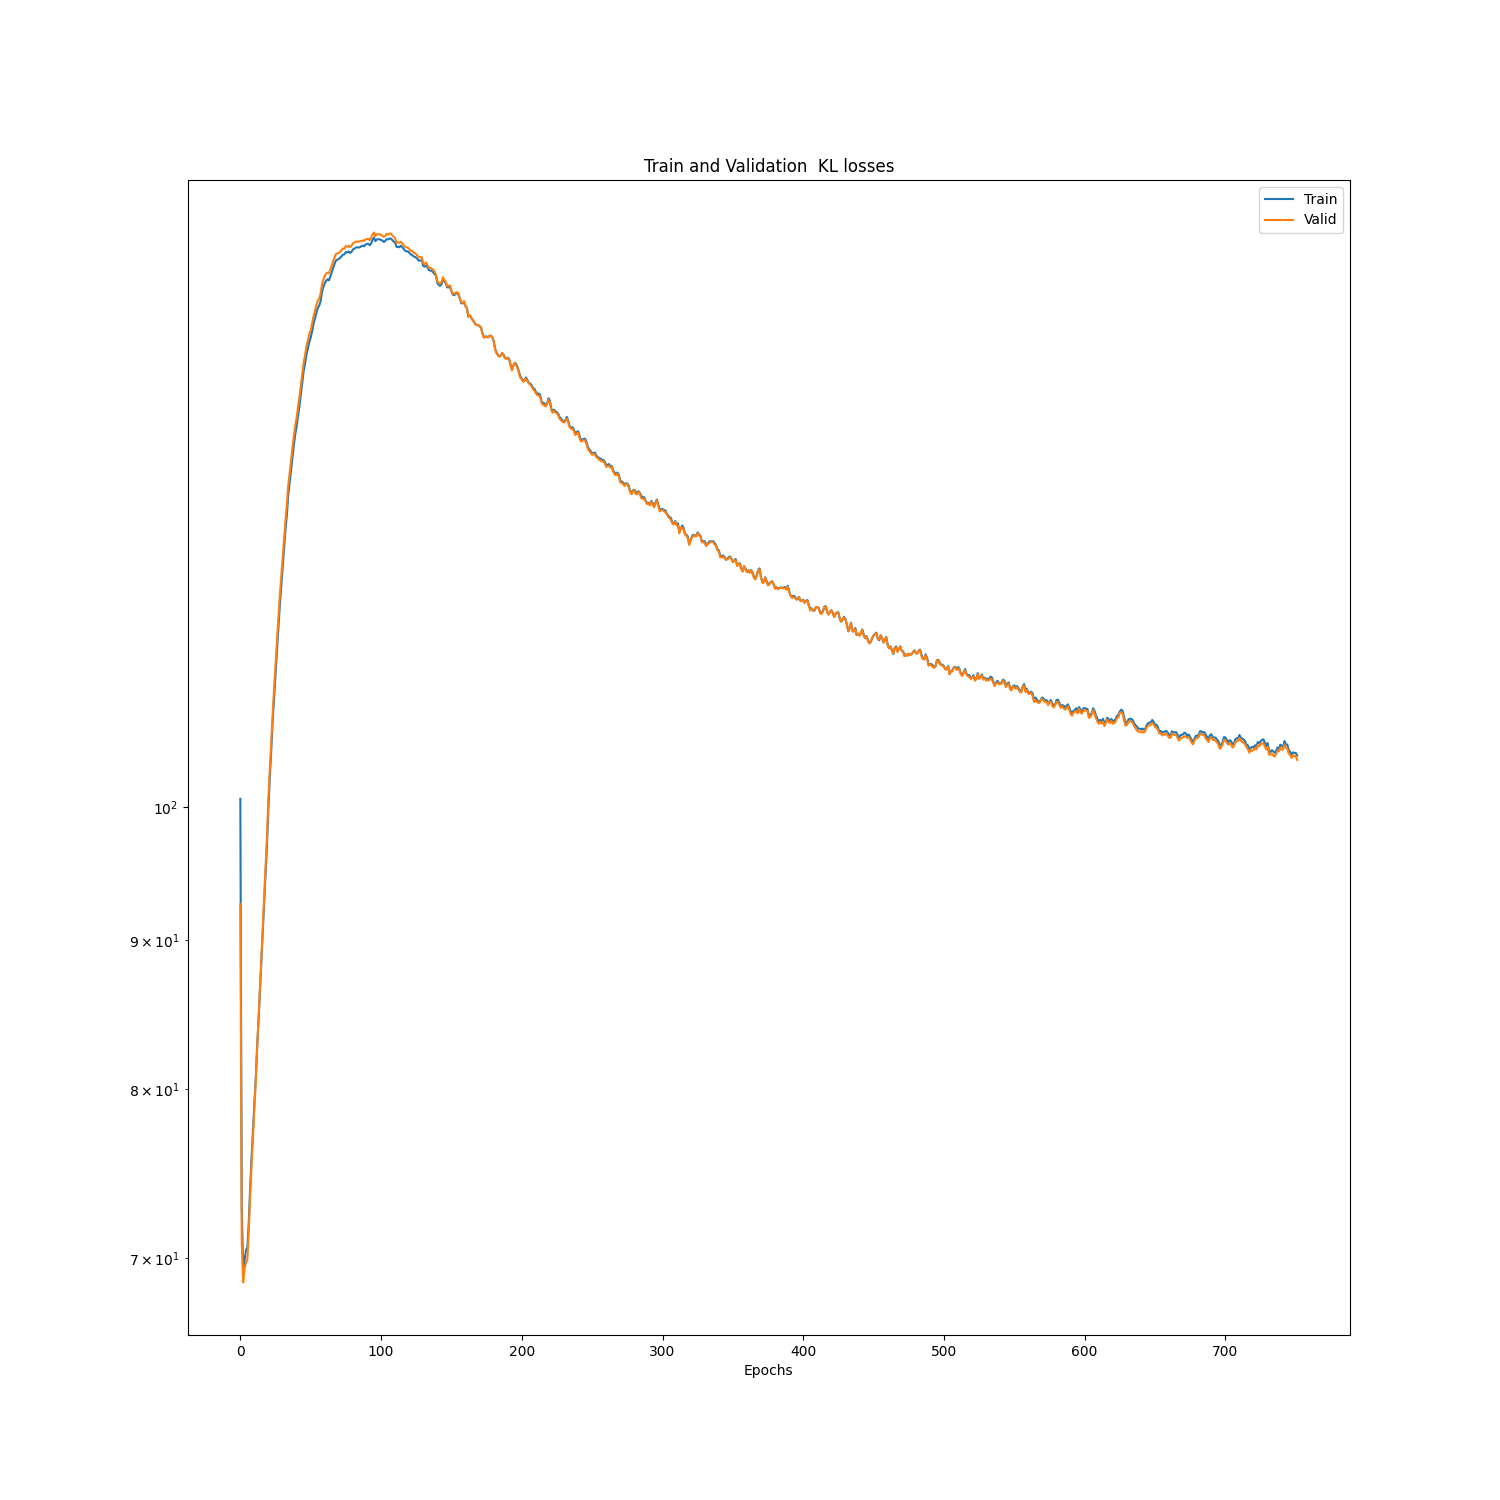 Train and Validation  KL losses
Train
Valid
10²
9 × 10¹
8 × 10¹
7 × 10¹
0 100 200 300 400 500 600 700
Epochs